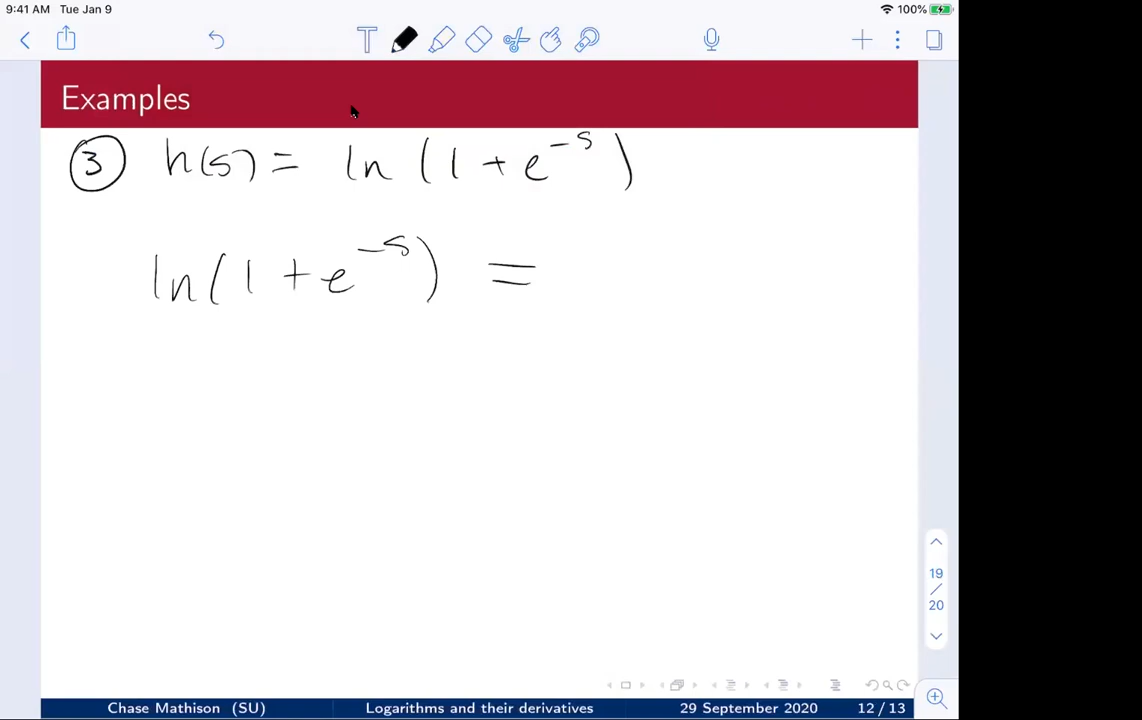 9:41 AM Tue Jan 9 100%
T
Examples
③ h(s) = ln (1 + e^{-s})
ln(1 + e^{-s}) =
19
/
20
Chase Mathison (SU) Logarithms and their derivatives 29 September 2020 12 / 13